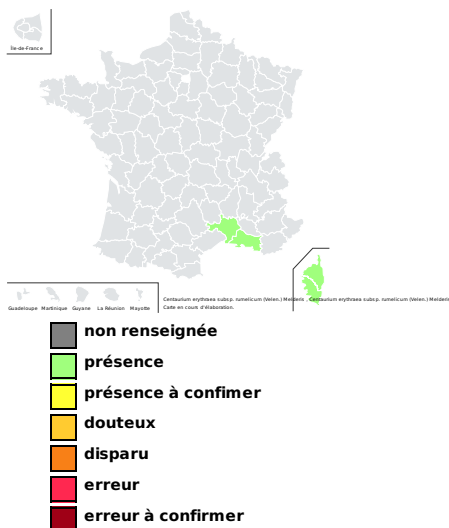 Île-de-France
Guadeloupe Martinique Guyane La Réunion Mayotte
Centaurium erythraea subsp. rumelicum (Velen.) Melderis , Centaurium erythraea subsp. rumelicum (Velen.) Melderis
Carte en cours d'élaboration.
non renseignée
présence
présence à confimer
douteux
disparu
erreur
erreur à confirmer